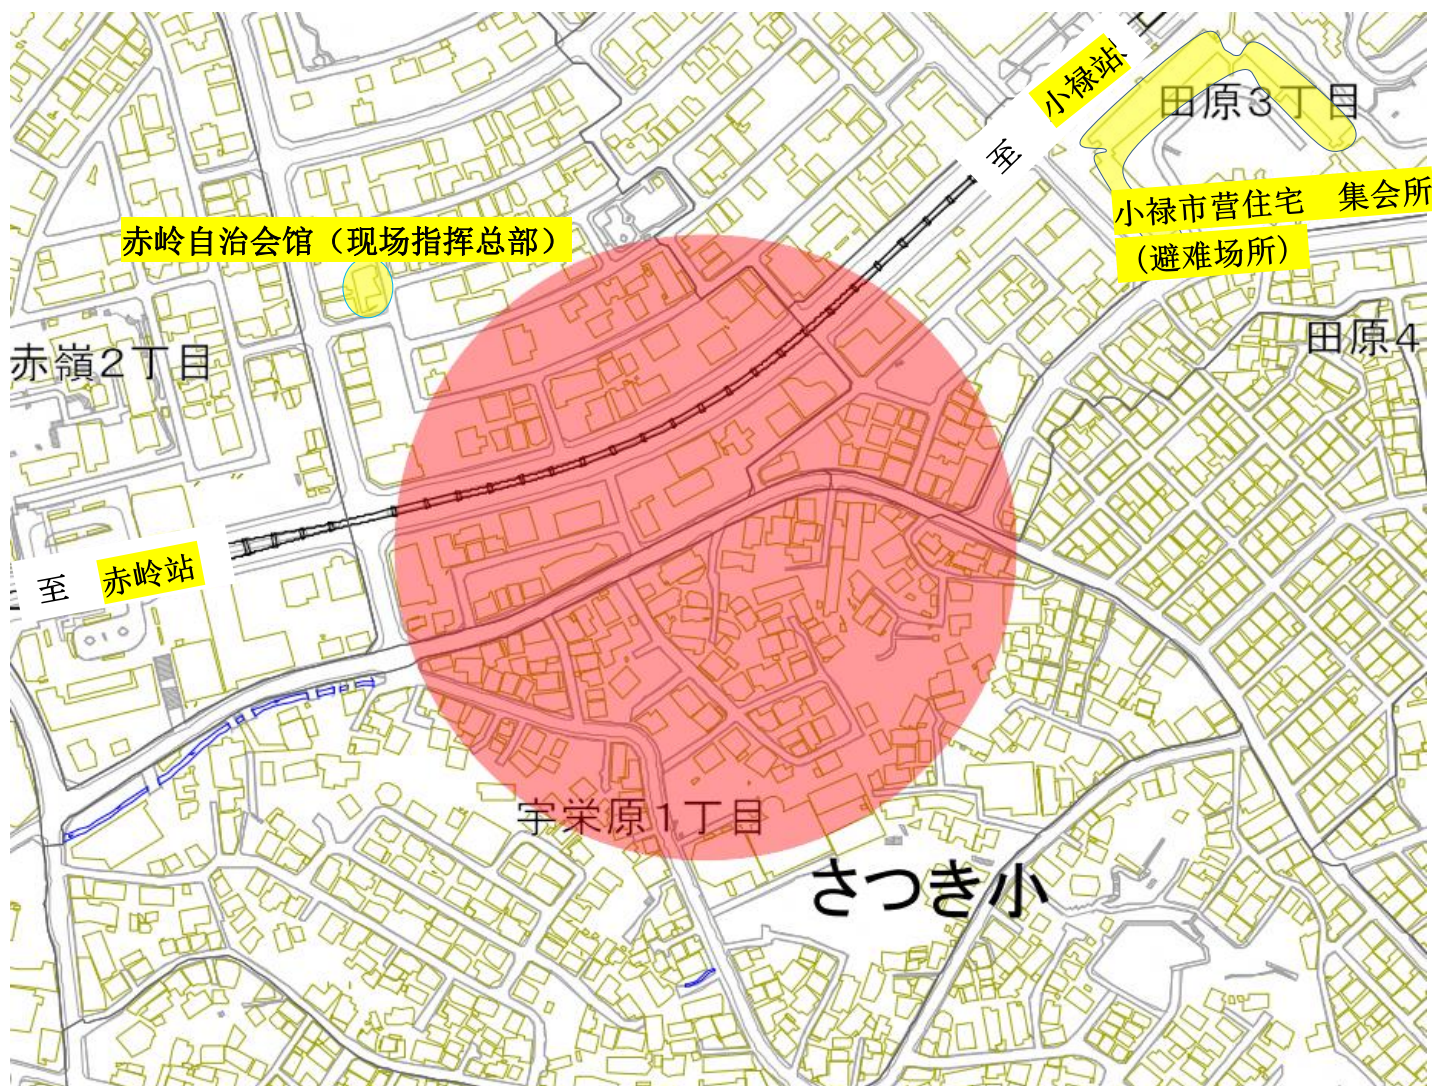 小禄站
至
田原3丁目
小禄市营住宅　集会所
（避难场所）
赤岭自治会馆（现场指挥总部）
田原4
赤嶺2丁目
至　赤岭站
宇栄原1丁目
さつき小